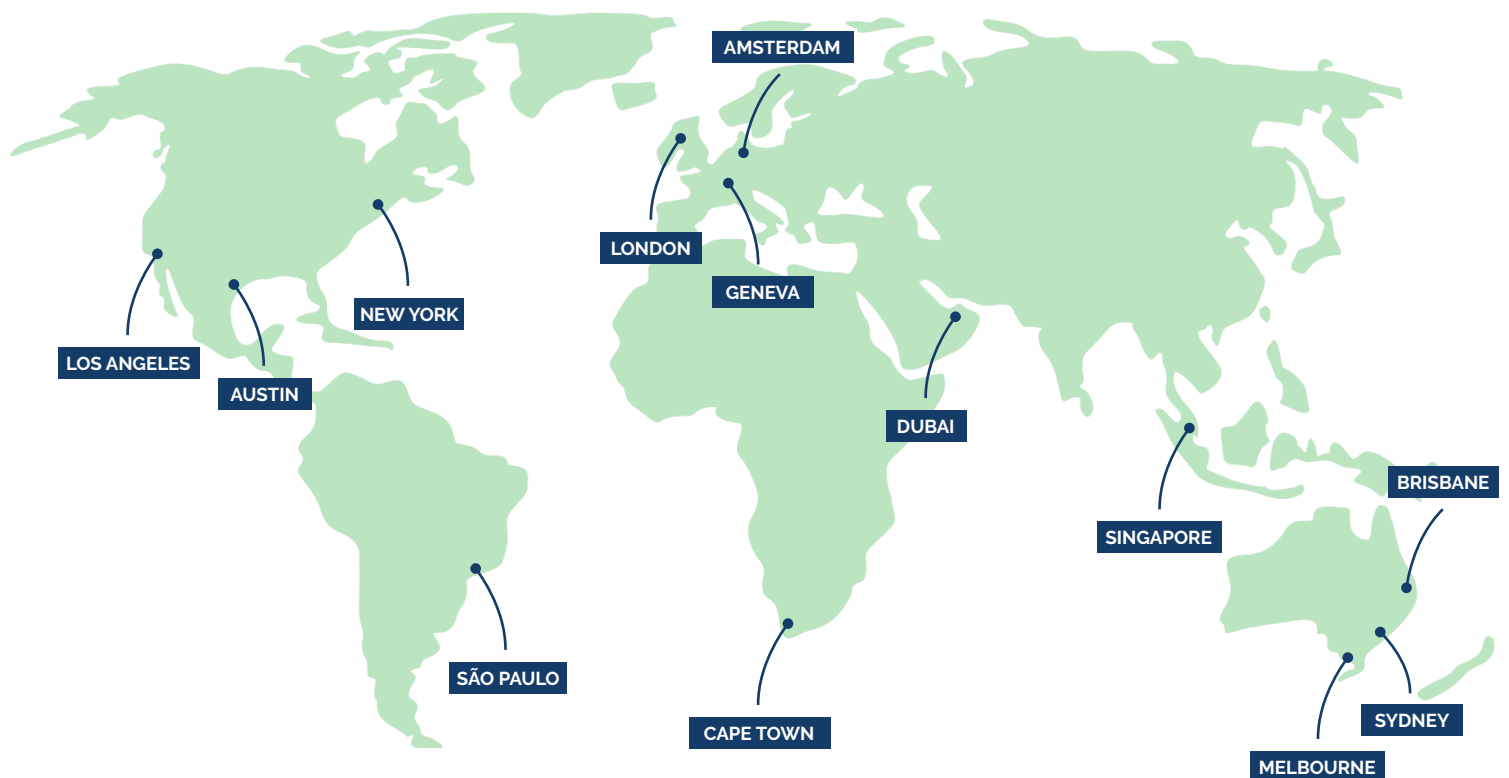 AMSTERDAM
LONDON
GENEVA
NEW YORK
LOS ANGELES
AUSTIN
DUBAI
BRISBANE
SINGAPORE
SÃO PAULO
CAPE TOWN
SYDNEY
MELBOURNE